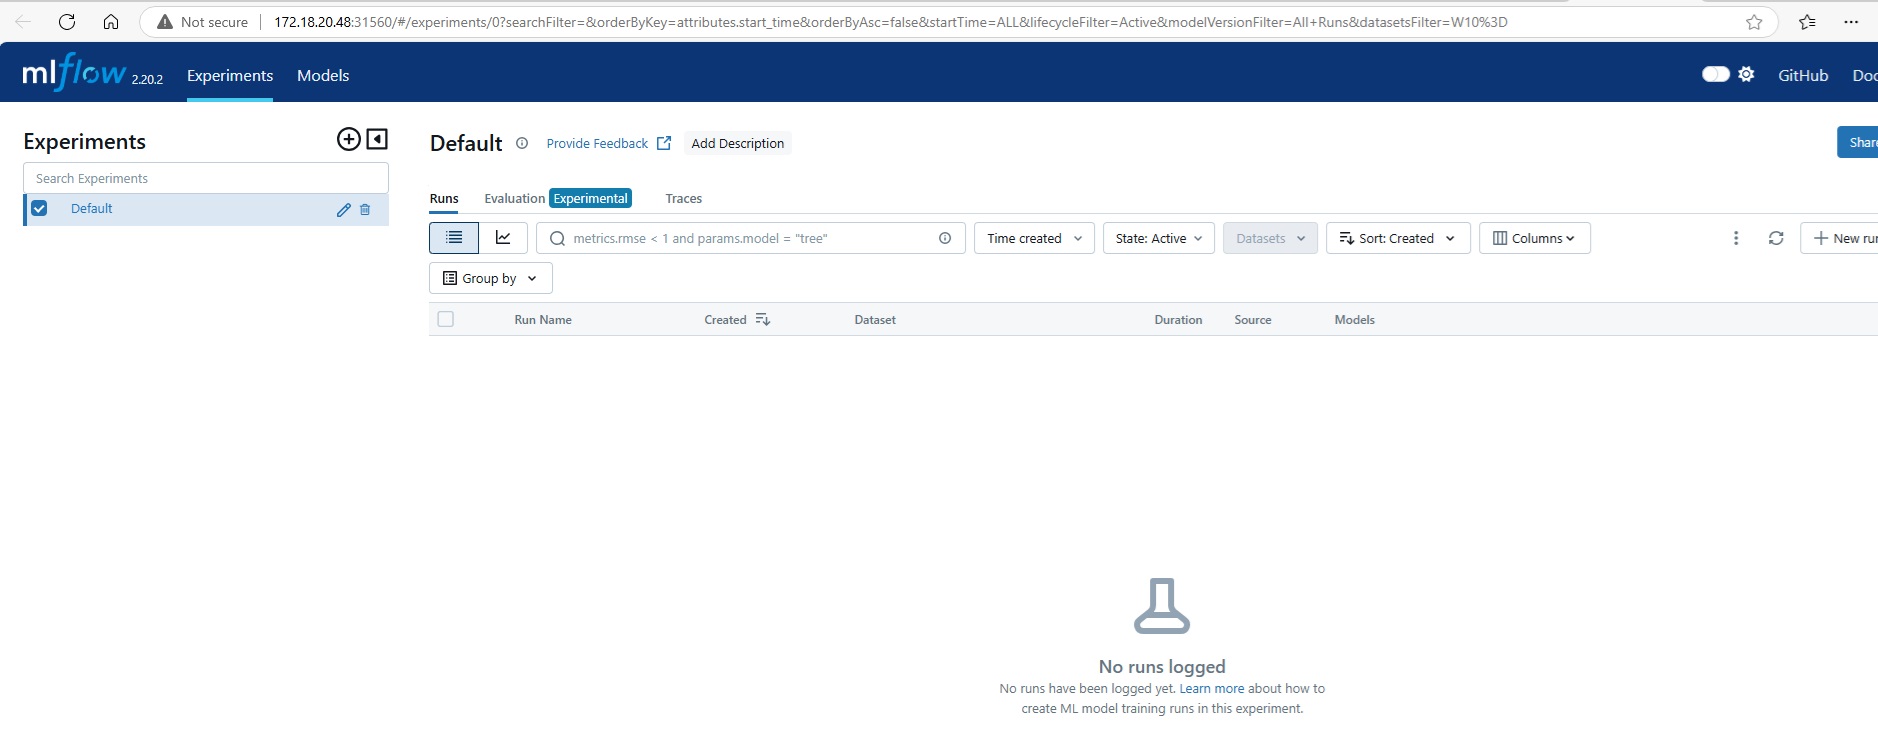 Not secure 172.18.20.48:31560/#/experiments/0?searchFilter=&orderByKey=attributes.start_time&orderByAsc=false&startTime=ALL&lifecycleFilter=Active&modelVersionFilter=All+Runs&datasetsFilter=W10%3D
mlflow 2.20.2 Experiments Models GitHub Doc
Experiments
Search Experiments
Default
Default Provide Feedback Add Description Share
Runs Evaluation Experimental Traces
metrics.rmse < 1 and params.model = "tree" Time created State: Active Datasets Sort: Created Columns New run
Group by
Run Name Created Dataset Duration Source Models
No runs logged
No runs have been logged yet. Learn more about how to
create ML model training runs in this experiment.